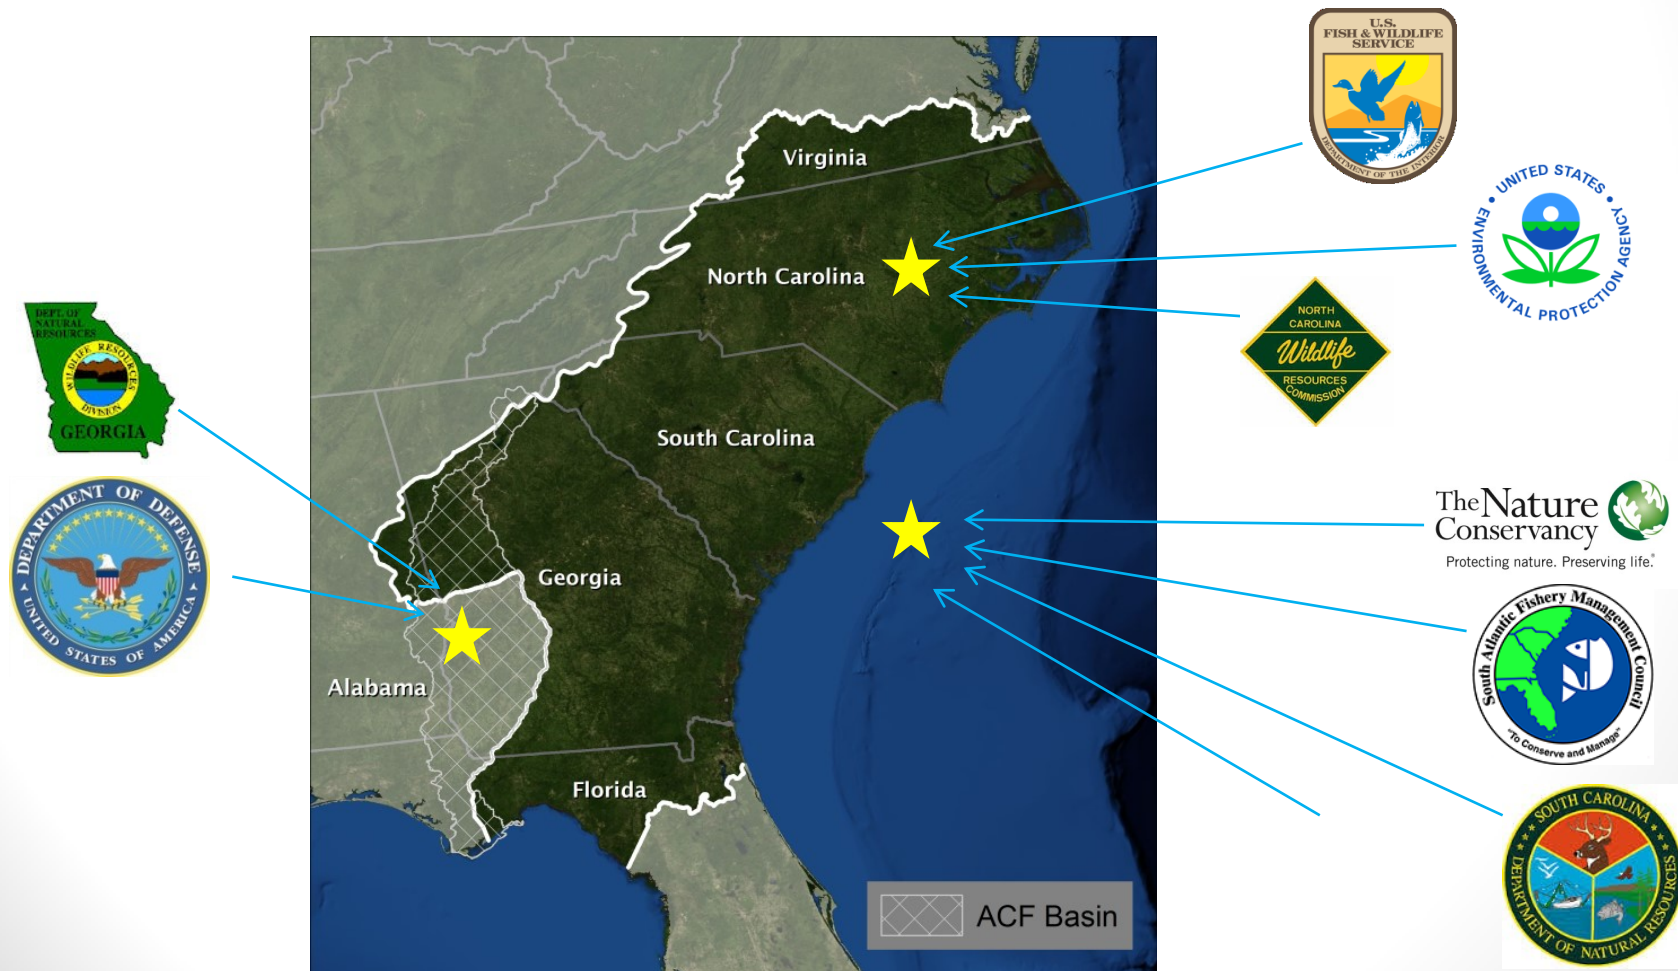 U.S.
FISH & WILDLIFE
SERVICE
DEPARTMENT OF THE INTERIOR
UNITED STATES
ENVIRONMENTAL PROTECTION AGENCY
NORTH
CAROLINA
Wildlife
RESOURCES
COMMISSION
DEPT. OF
NATURAL
RESOURCES
WILDLIFE RESOURCES
DIVISION
GEORGIA
DEPARTMENT OF DEFENSE
UNITED STATES OF AMERICA
Virginia
North Carolina
South Carolina
Georgia
Alabama
Florida
ACF Basin
The Nature
Conservancy
Protecting nature. Preserving life.®
South Atlantic Fishery Management Council
"To Conserve and Manage"
SOUTH CAROLINA
DEPARTMENT OF NATURAL RESOURCES